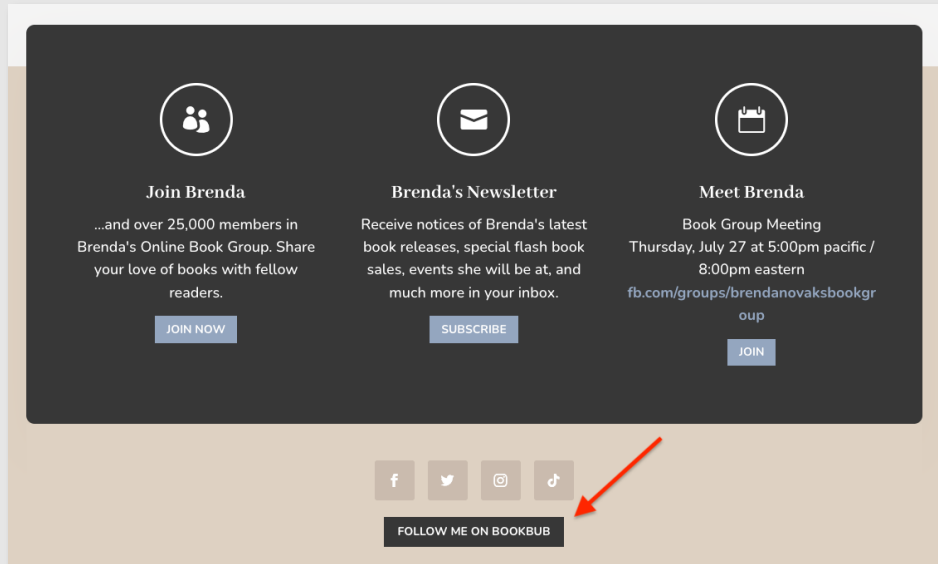 Join Brenda
...and over 25,000 members in
Brenda's Online Book Group. Share
your love of books with fellow
readers.
JOIN NOW
Brenda's Newsletter
Receive notices of Brenda's latest
book releases, special flash book
sales, events she will be at, and
much more in your inbox.
SUBSCRIBE
Meet Brenda
Book Group Meeting
Thursday, July 27 at 5:00pm pacific /
8:00pm eastern
fb.com/groups/brendanovaksbookgr
oup
JOIN
FOLLOW ME ON BOOKBUB